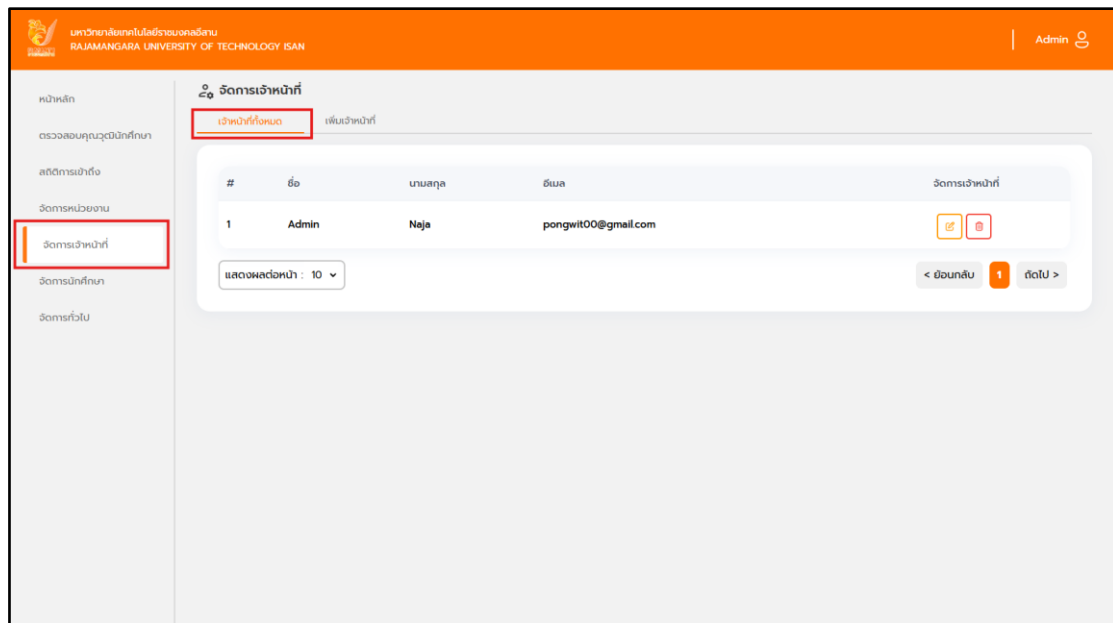 มหาวิทยาลัยเทคโนโลยีราชมงคลอีสาน
RAJAMANGARA UNIVERSITY OF TECHNOLOGY ISAN
Admin
หน้าหลัก
ตรวจสอบคุณวุฒินักศึกษา
สถิติการเข้าถึง
จัดการหน่วยงาน
จัดการเจ้าหน้าที่
จัดการนักศึกษา
จัดการทั่วไป
จัดการเจ้าหน้าที่
เจ้าหน้าที่ทั้งหมด เพิ่มเจ้าหน้าที่
# ชื่อ นามสกุล อีเมล จัดการเจ้าหน้าที่
1 Admin Naja pongwit00@gmail.com
แสดงผลต่อหน้า : 10 < ย้อนกลับ 1 ถัดไป >